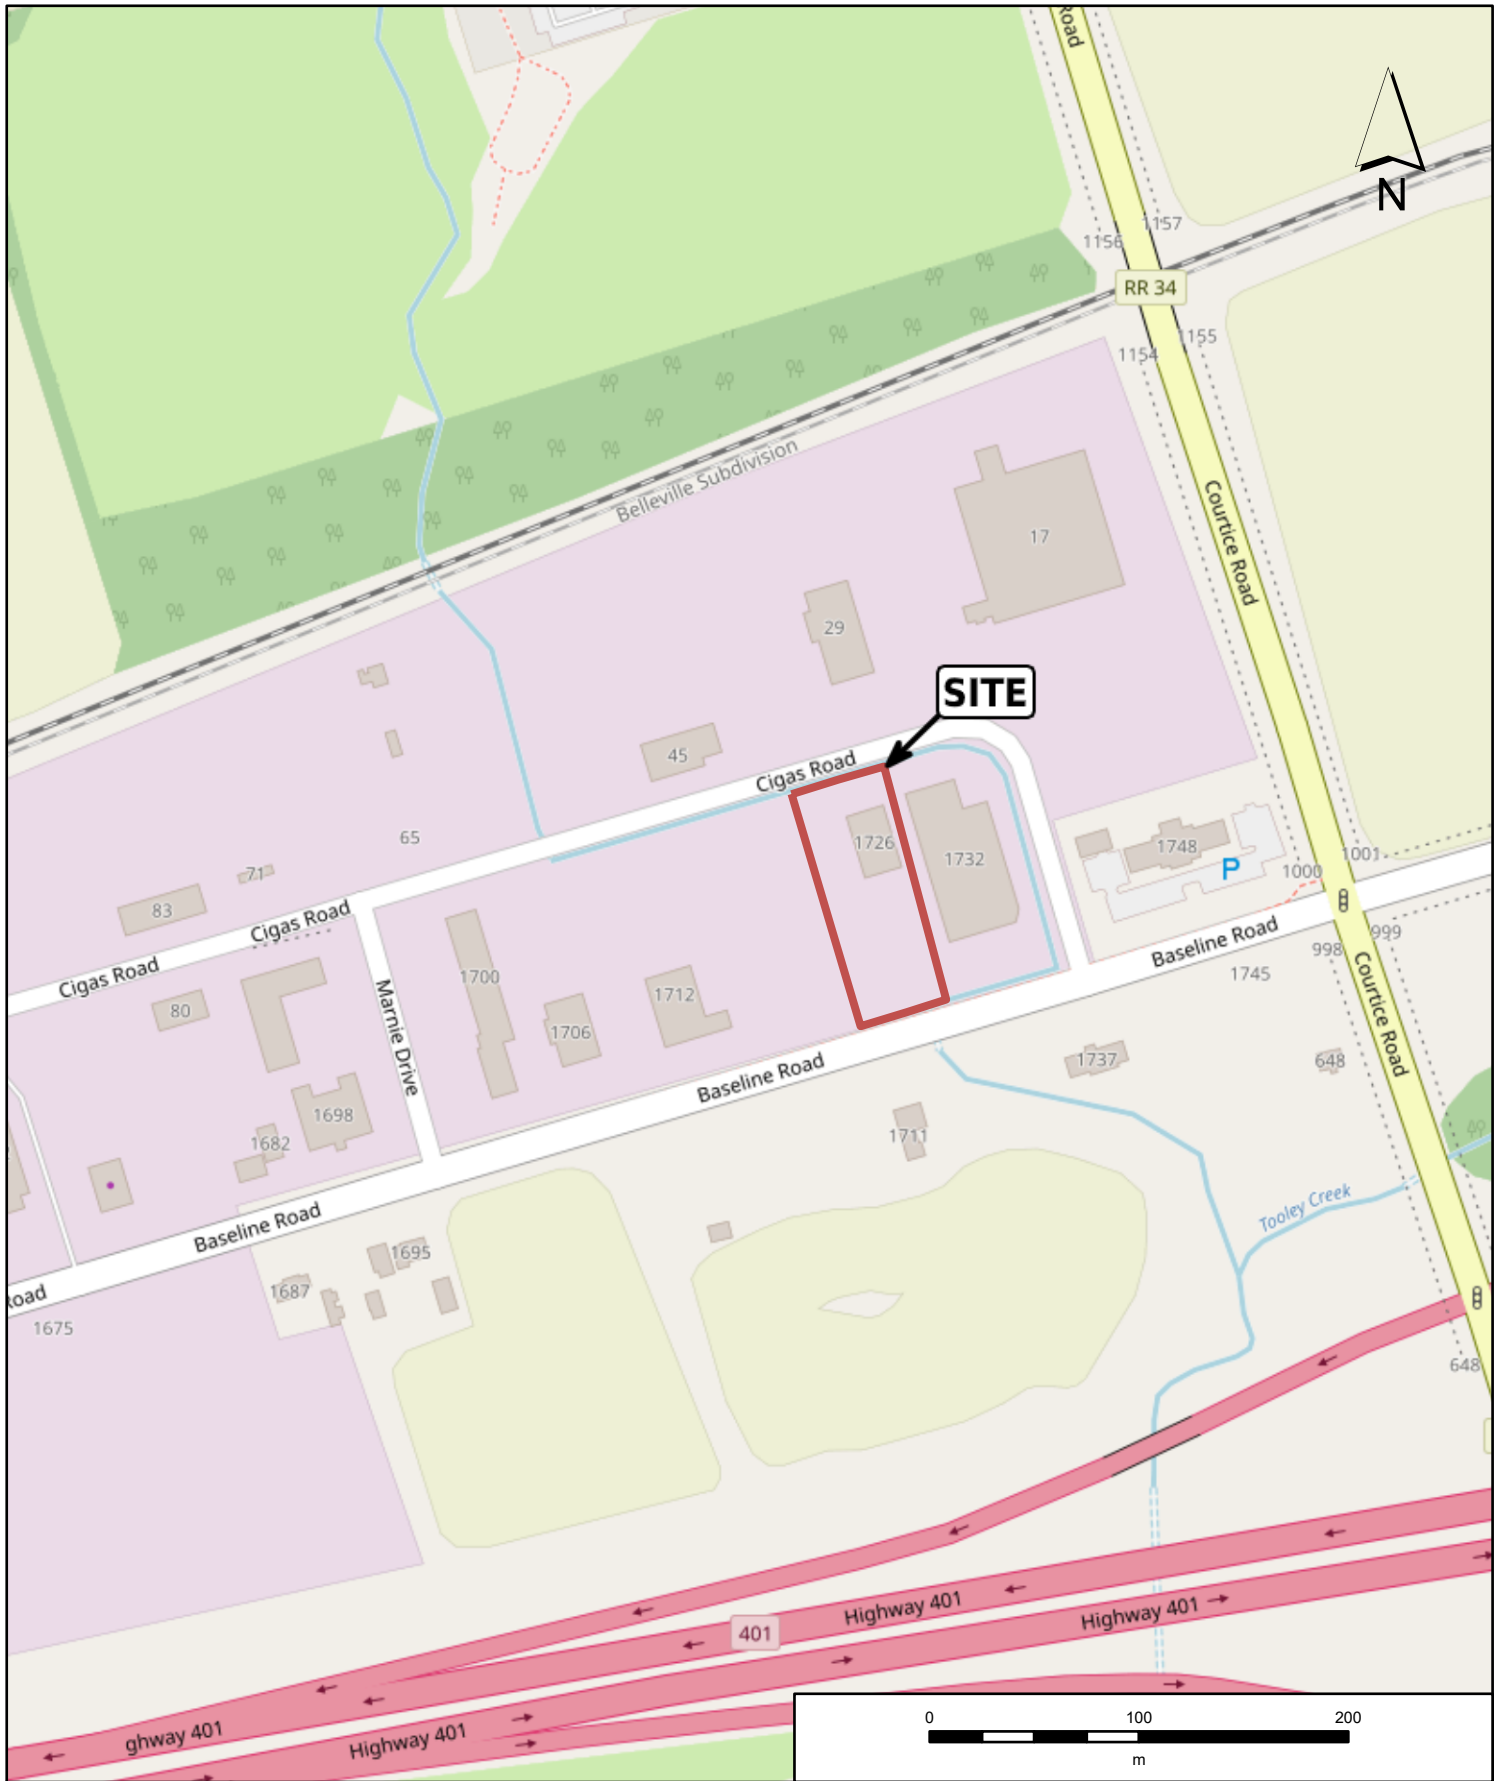 Road
N
1157
1156
RR 34
1155
1154
Belleville Subdivision
Courtice Road
17
29
SITE
45
Cigas Road
65
1726
1732
1748
P
1001
1000
71
83
Cigas Road
Cigas Road
Baseline Road
999
998
1745
Courtice Road
1700
1712
80
1706
Marnie Drive
1737
648
Baseline Road
1698
1682
1711
Tooley Creek
Baseline Road
1695
1687
Road
1675
648
Highway 401
Highway 401
401
ghway 401
Highway 401
0 100 200
m